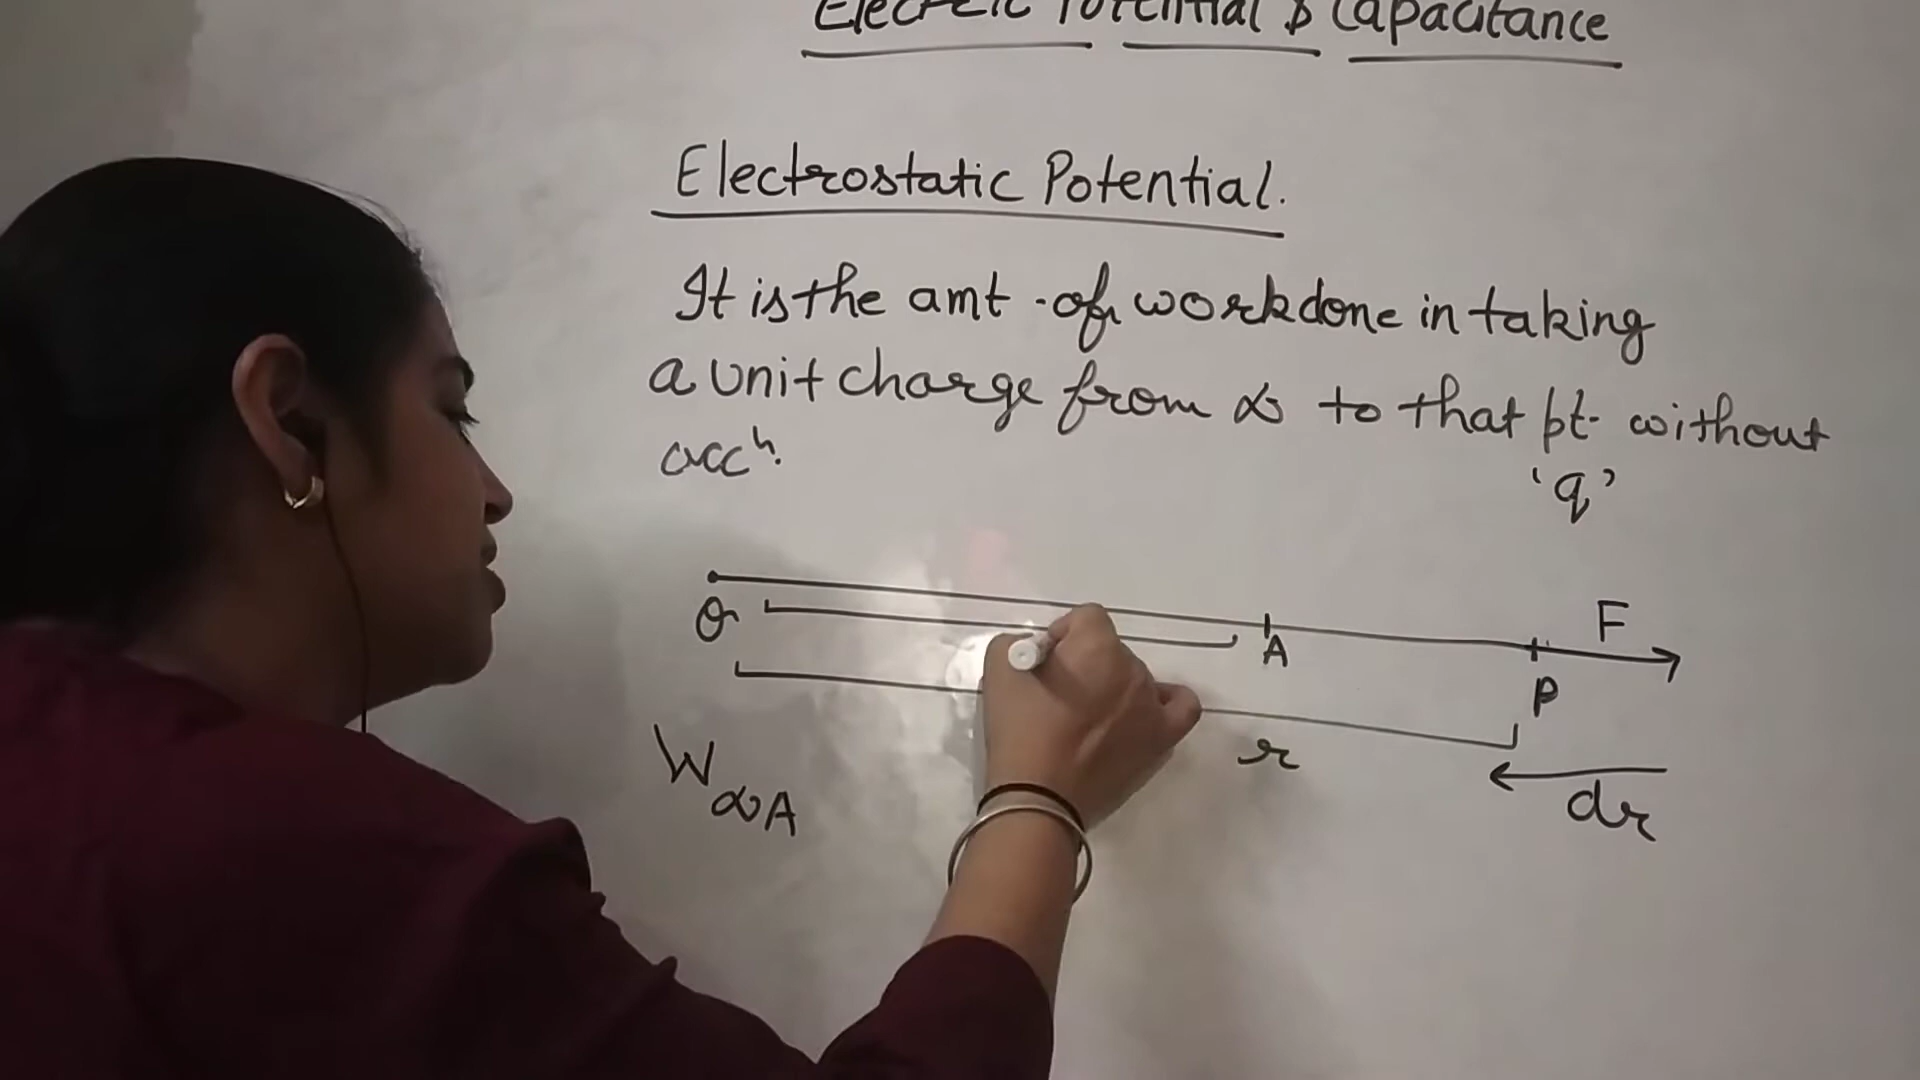 Electric Potential & Capacitance
Electrostatic Potential.
It is the amt. of workdone in taking
a unit charge from ∞ to that pt. without
accⁿ.
'q'
O
A
P
F
r
dr
W∞A